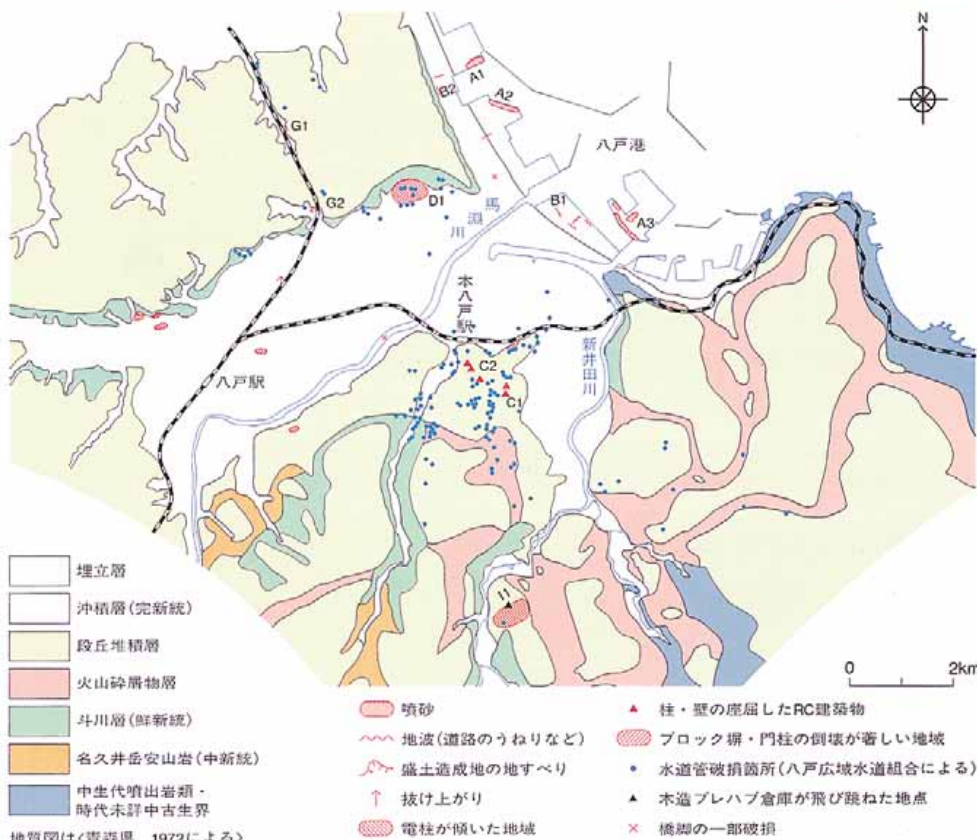 N
A1
B2
A2
G1
八戸港
D1
G2
B1
A3
馬淵川
本八戸駅
新井田川
八戸駅
C2
C1
I1
埋立層
沖積層(完新統)
段丘堆積層
火山砕屑物層
斗川層(鮮新統)
名久井岳安山岩(中新統)
中生代噴出岩類・
時代未詳中古生界
地質図は(青森県, 1972による)
0 2km
噴砂
地波(道路のうねりなど)
盛土造成地の地すべり
抜け上がり
電柱が傾いた地域
柱・壁の座屈したRC建築物
ブロック塀・門柱の倒壊が著しい地域
水道管破損箇所(八戸広域水道組合による)
木造プレハブ倉庫が飛び跳ねた地点
橋脚の一部破損